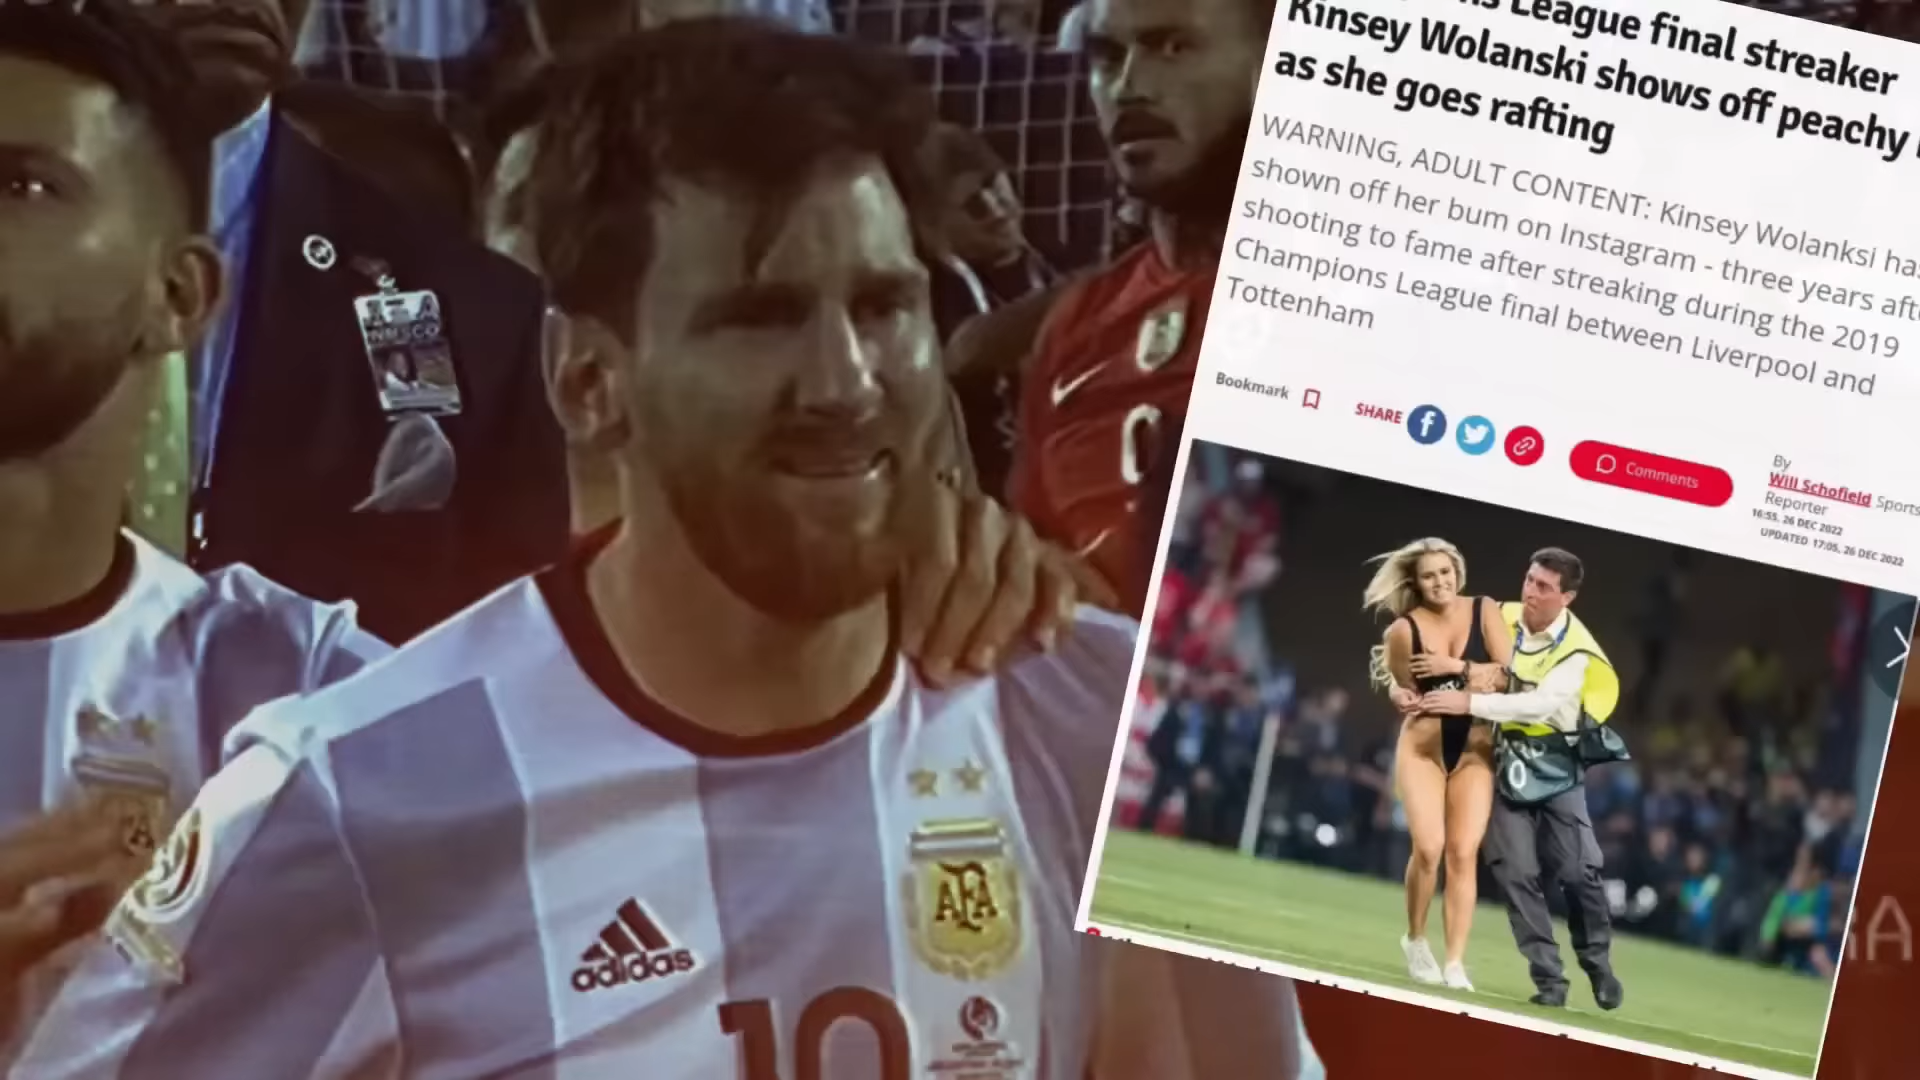 League final streaker
Kinsey Wolanski shows off peachy
as she goes rafting
WARNING, ADULT CONTENT: Kinsey Wolanksi has
shown off her bum on Instagram - three years
shooting to fame after streaking during the 2019
Champions League final between Liverpool and
Tottenham
Bookmark
SHARE
Comments
By
Will Schofield Sports
Reporter
16:55, 26 DEC 2022
UPDATED 17:05, 26 DEC 2022
AFA
adidas
10